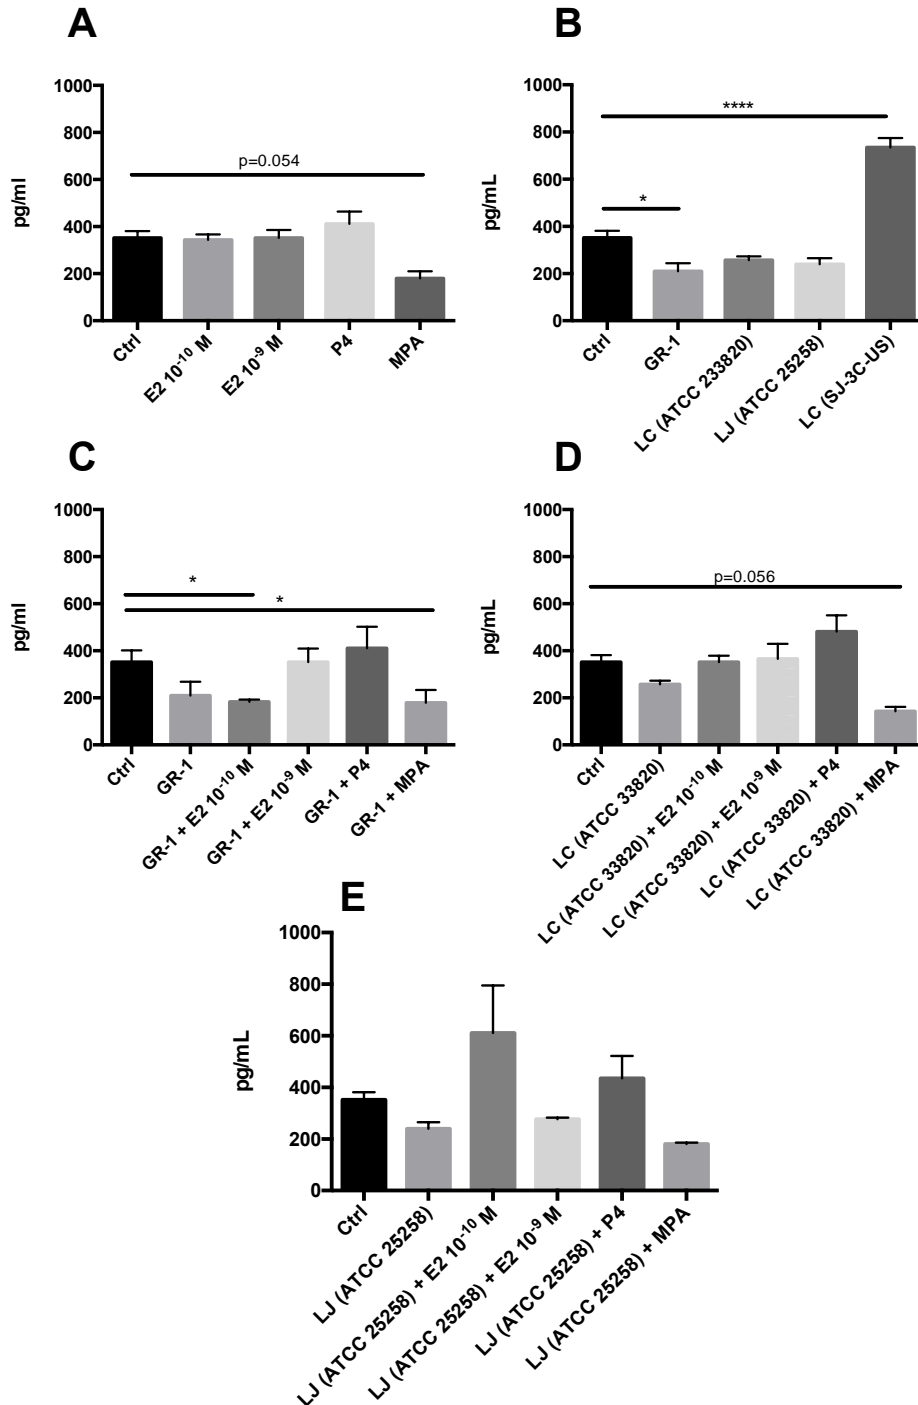 A
1000
800
600
400
200
0
pg/ml
p=0.054
Ctrl
E2 10⁻¹⁰ M
E2 10⁻⁹ M
P4
MPA
B
1000
800
600
400
200
0
pg/mL
****
*
Ctrl
GR-1
LC (ATCC 233820)
LJ (ATCC 25258)
LC (SJ-3C-US)
C
1000
800
600
400
200
0
pg/ml
*
*
Ctrl
GR-1
GR-1 + E2 10⁻¹⁰ M
GR-1 + E2 10⁻⁹ M
GR-1 + P4
GR-1 + MPA
D
1000
800
600
400
200
0
pg/mL
p=0.056
Ctrl
LC (ATCC 33820)
LC (ATCC 33820) + E2 10⁻¹⁰ M
LC (ATCC 33820) + E2 10⁻⁹ M
LC (ATCC 33820) + P4
LC (ATCC 33820) + MPA
E
1000
800
600
400
200
0
pg/mL
Ctrl
LJ (ATCC 25258)
LJ (ATCC 25258) + E2 10⁻¹⁰ M
LJ (ATCC 25258) + E2 10⁻⁹ M
LJ (ATCC 25258) + P4
LJ (ATCC 25258) + MPA